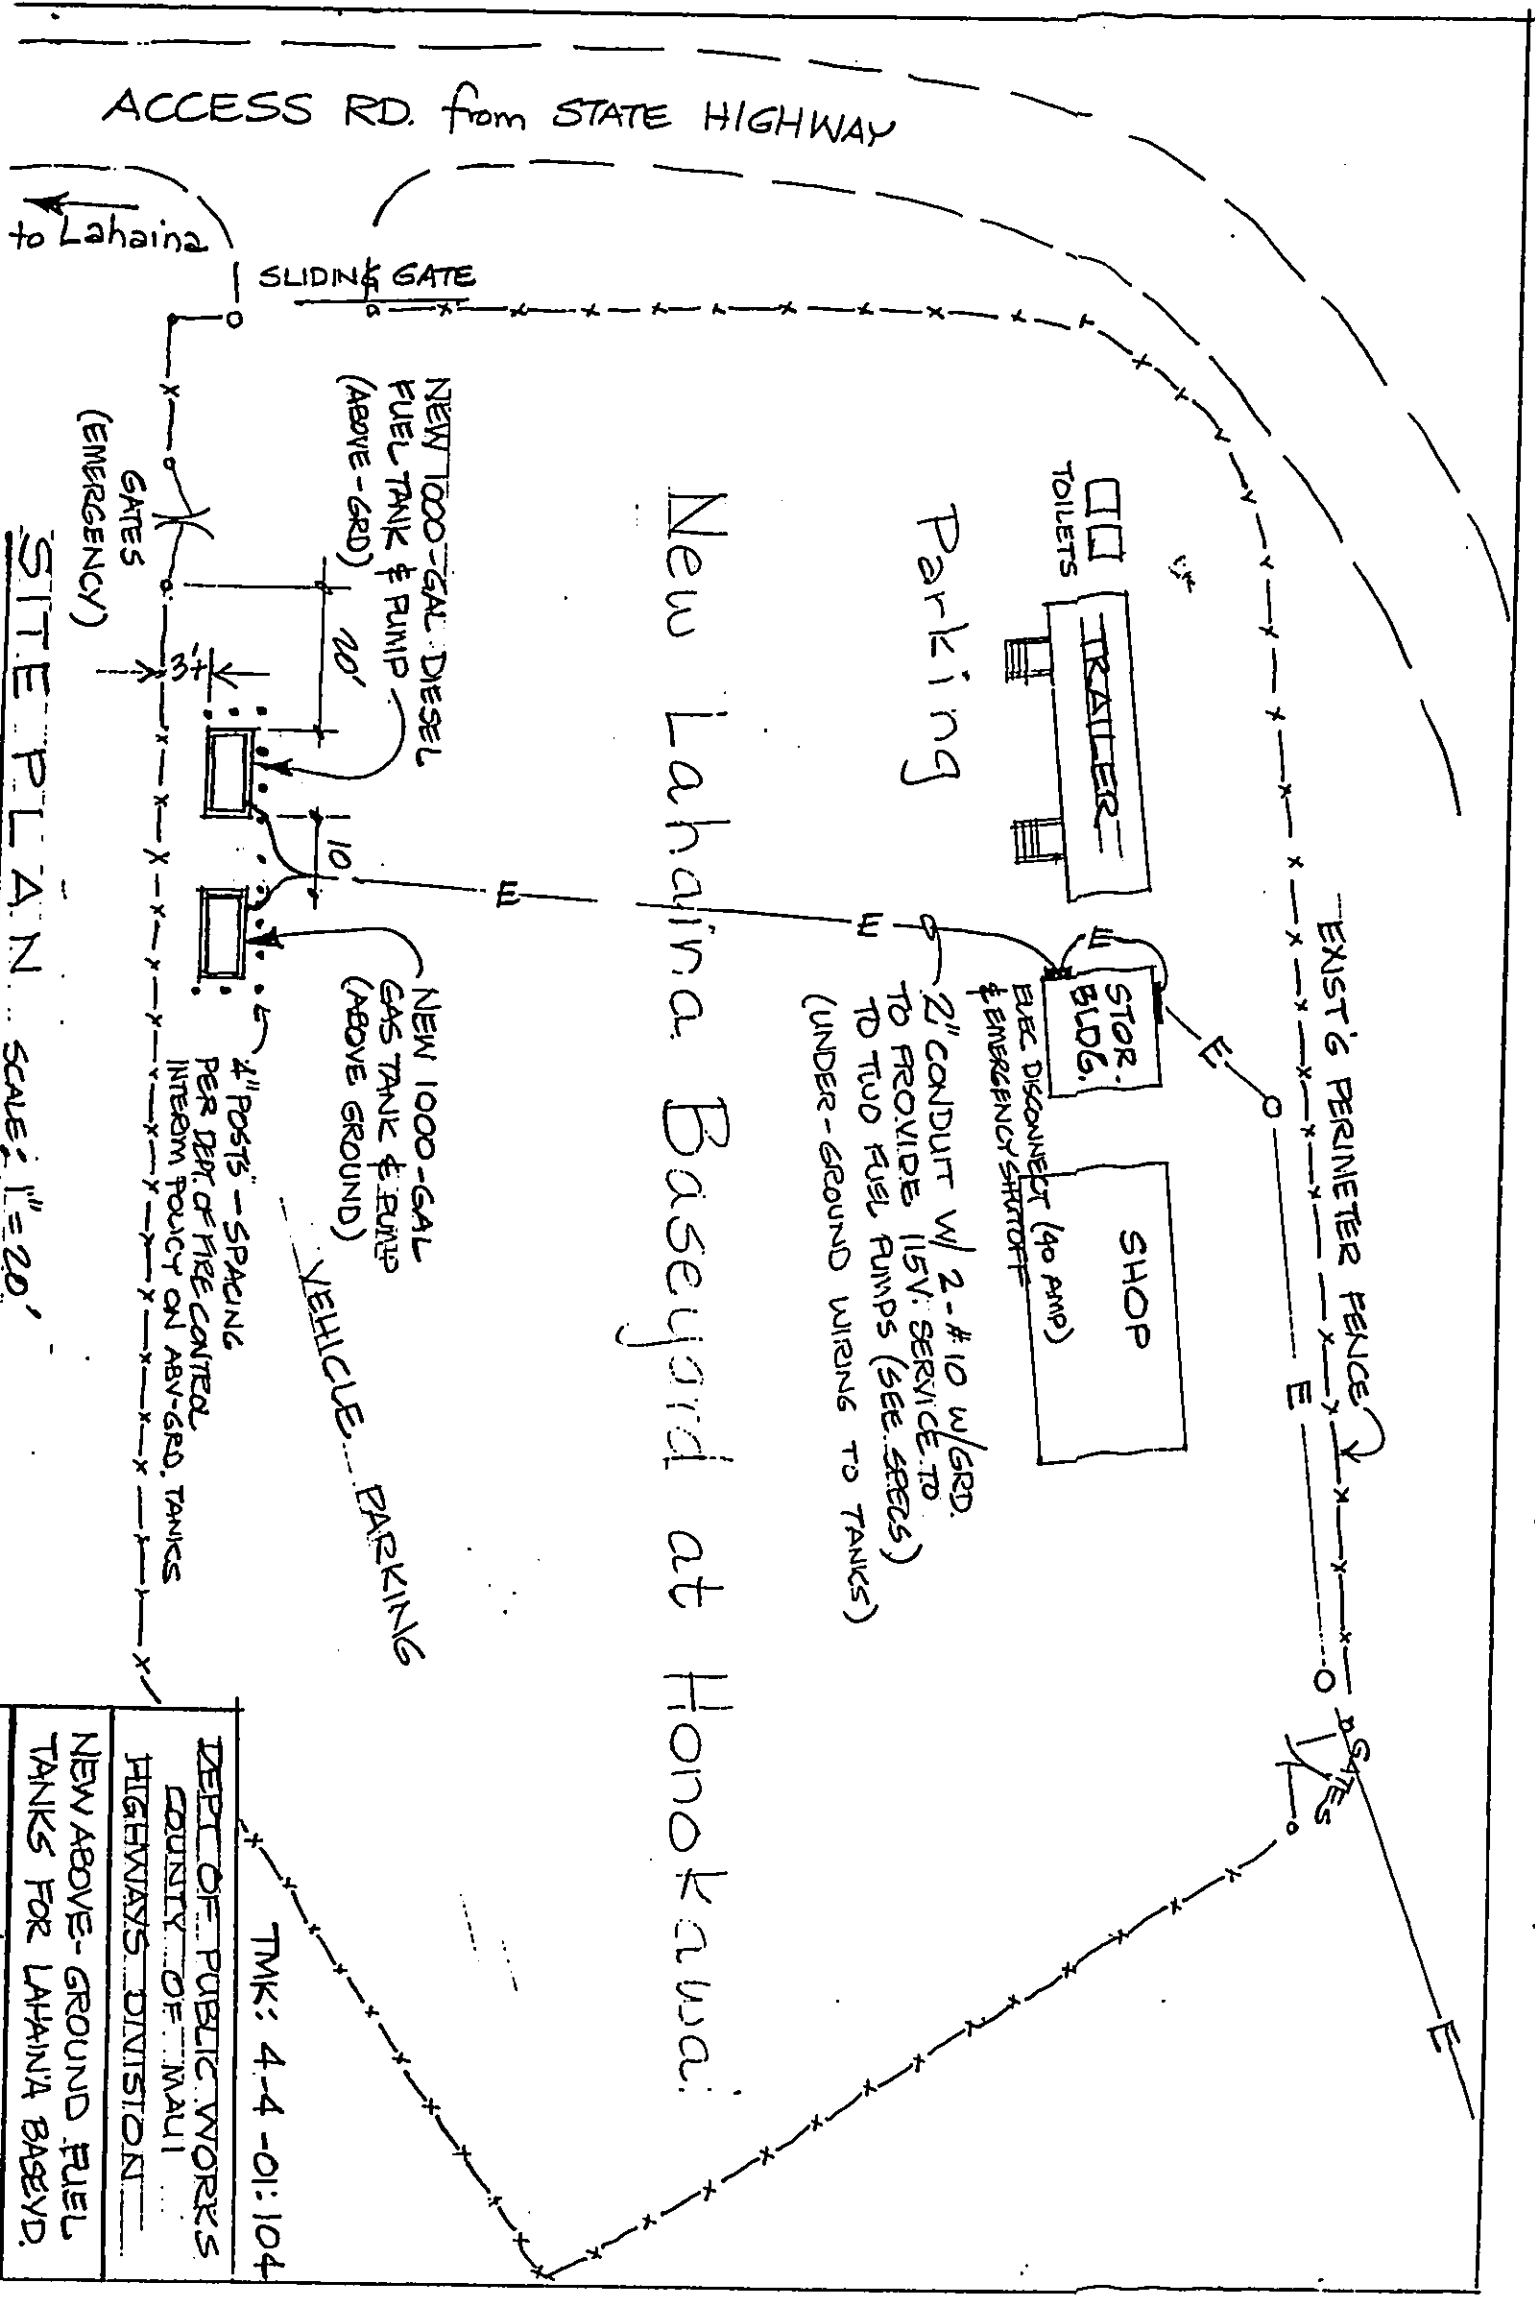 ACCESS RD. from STATE HIGHWAY
to Lahaina
SLIDING GATE
EXIST'G PERIMETER FENCE
GATES
E
E
E
TOILETS
TRAILER
E
STOR.
BLDG.
SHOP
ELEC DISCONNECT (40 AMP)
& EMERGENCY SHUTOFF
Parking
E
2" CONDUIT W/ 2-#10 W/GRD.
TO PROVIDE 115V. SERVICE TO
TO TWO FUEL PUMPS (SEE SPECS)
(UNDER-GROUND WIRING TO TANKS)
New Lahaina Baseyard at Honokawai
E
NEW 1000-GAL DIESEL
FUEL TANK & PUMP
(ABOVE-GRD)
20'
10
3'±
NEW 1000-GAL
GAS TANK & PUMP
(ABOVE GROUND)
VEHICLE PARKING
4" POSTS - SPACING
PER DEPT. OF FIRE CONTROL
INTERIM POLICY ON ABV-GRD. TANKS
GATES
(EMERGENCY)
SITE PLAN SCALE: 1"=20'
TMK: 4-4-01:104
DEPT OF PUBLIC WORKS
COUNTY OF MAUI
HIGHWAYS DIVISION
NEW ABOVE-GROUND FUEL
TANKS FOR LAHAINA BASEYD.